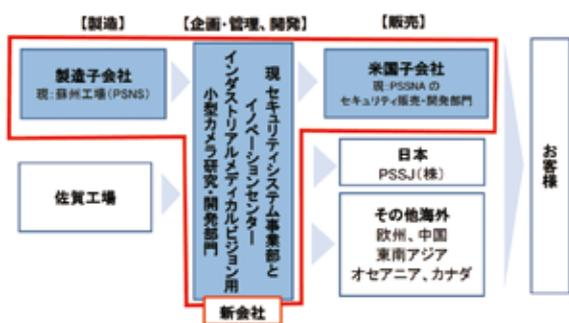 【製造】
【企画・管理、開発】
【販売】
製造子会社
現：蘇州工場（PSNS）
佐賀工場
現 セキュリティシステム事業部と
イノベーションセンター
インダストリアルメディカルビジョン用
小型カメラ研究・開発部門
新会社
米国子会社
現：PSSNA の
セキュリティ販売・開発部門
日本
PSSJ（株）
その他海外
欧州、中国
東南アジア
オセアニア、カナダ
お客様